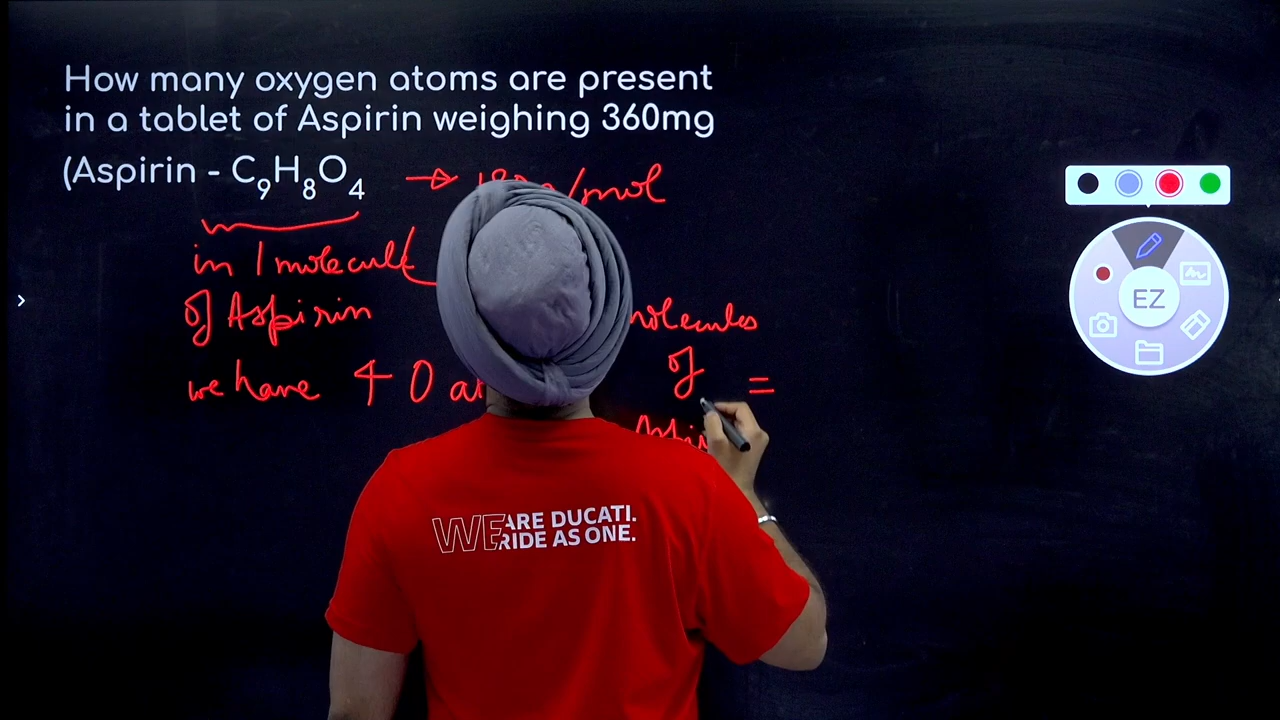 How many oxygen atoms are present
in a tablet of Aspirin weighing 360mg
(Aspirin - C₉H₈O₄ → /mol
in 1 molecule
of Aspirin molecules
we have 4 O of =
WE ARE DUCATI.
RIDE AS ONE.
EZ